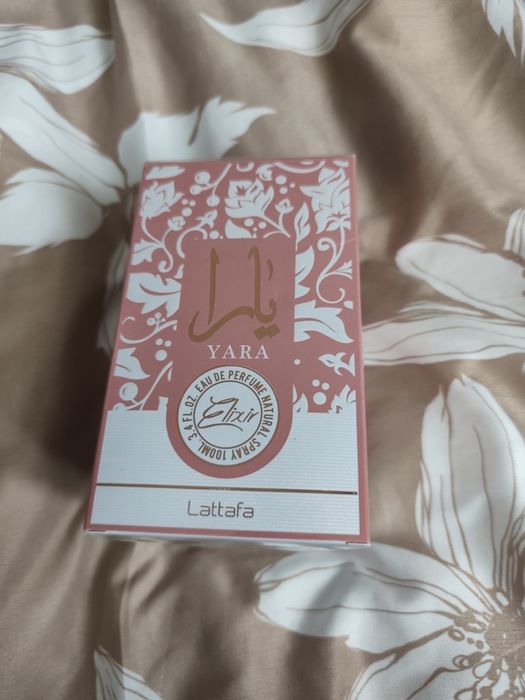 يارا
YARA
EAU DE PERFUME NATURAL SPRAY 100ML. 3.4 FL.OZ.
Elixir
Lattafa